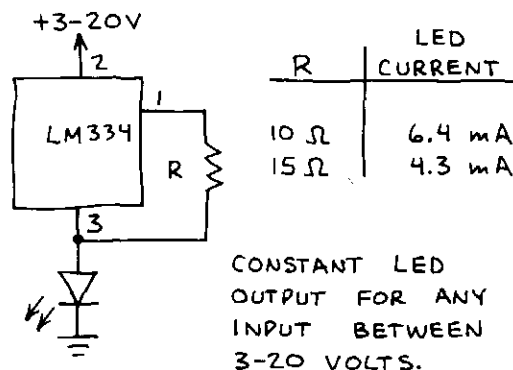 +3-20V
2
1
LM334
R
3
R LED CURRENT
10 Ω 6.4 mA
15 Ω 4.3 mA
CONSTANT LED
OUTPUT FOR ANY
INPUT BETWEEN
3-20 VOLTS.